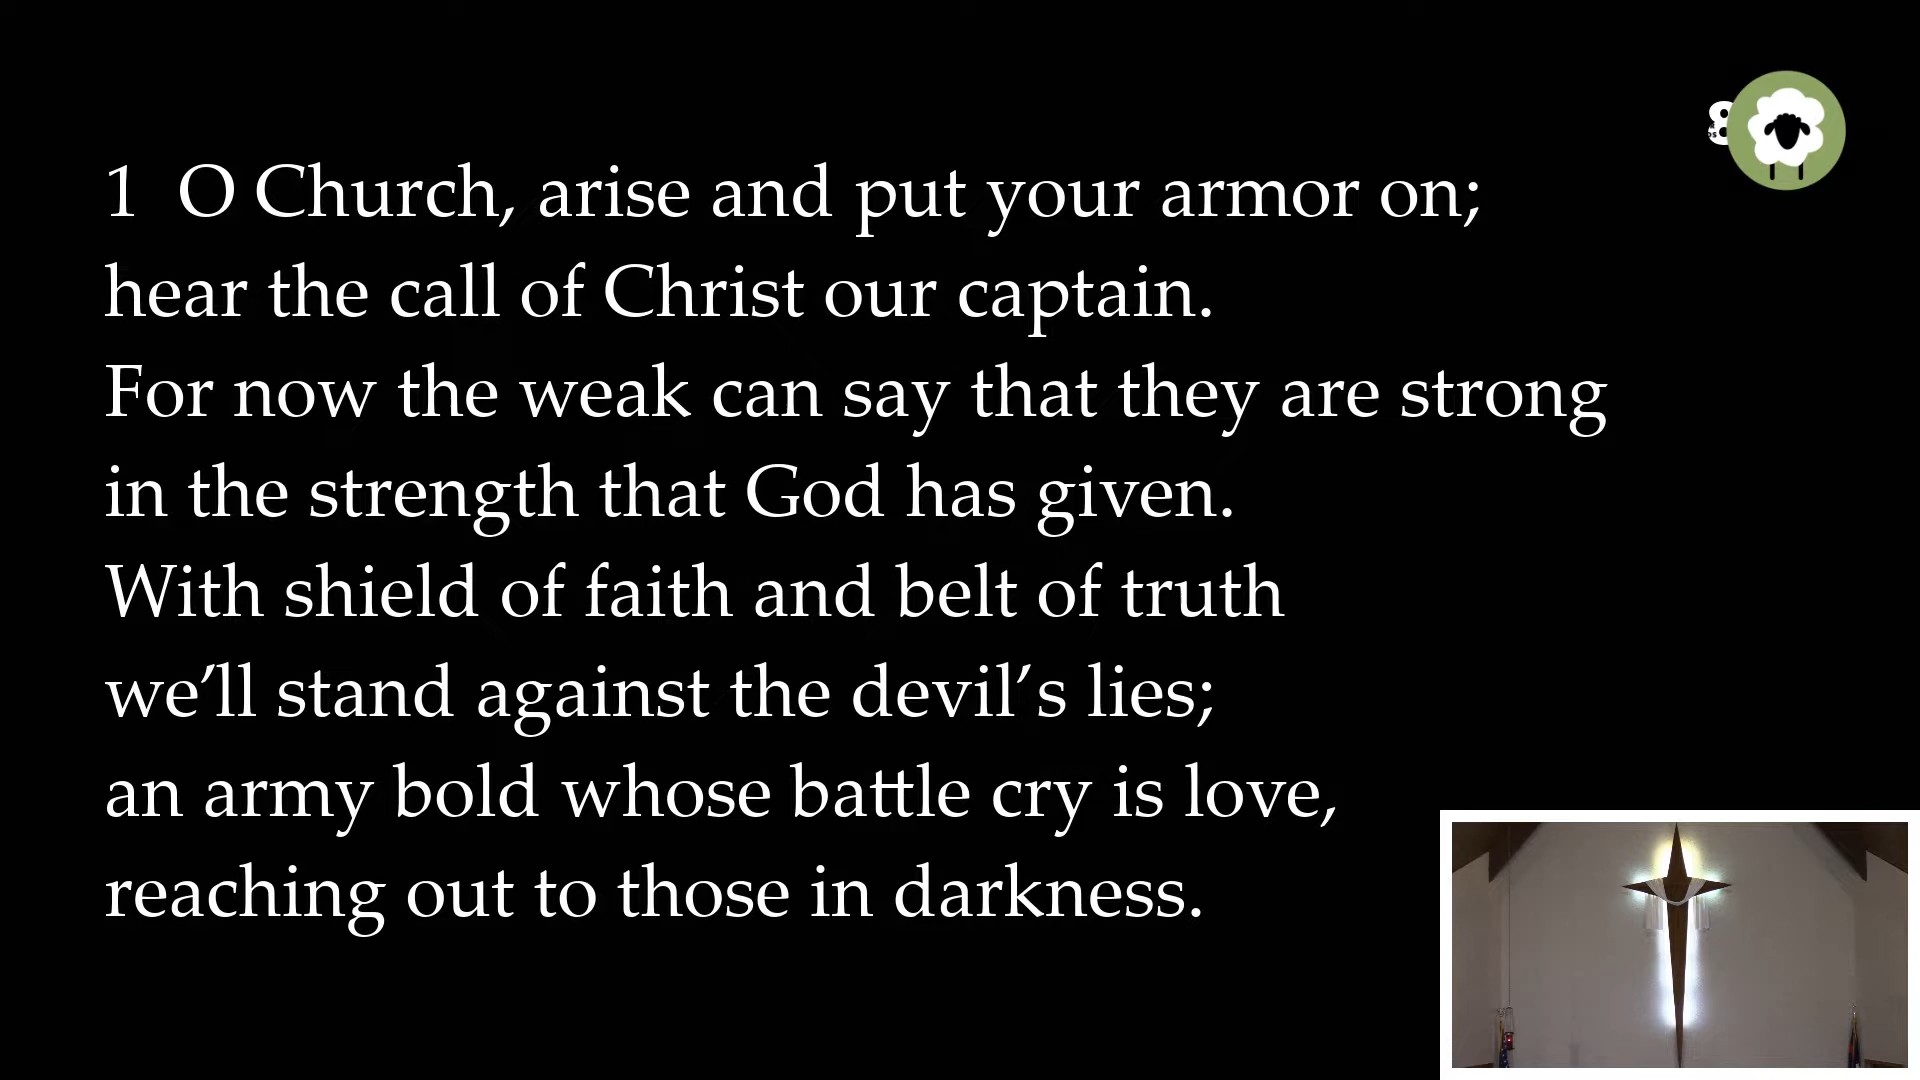 1 O Church, arise and put your armor on;
hear the call of Christ our captain.
For now the weak can say that they are strong
in the strength that God has given.
With shield of faith and belt of truth
we’ll stand against the devil’s lies;
an army bold whose battle cry is love,
reaching out to those in darkness.